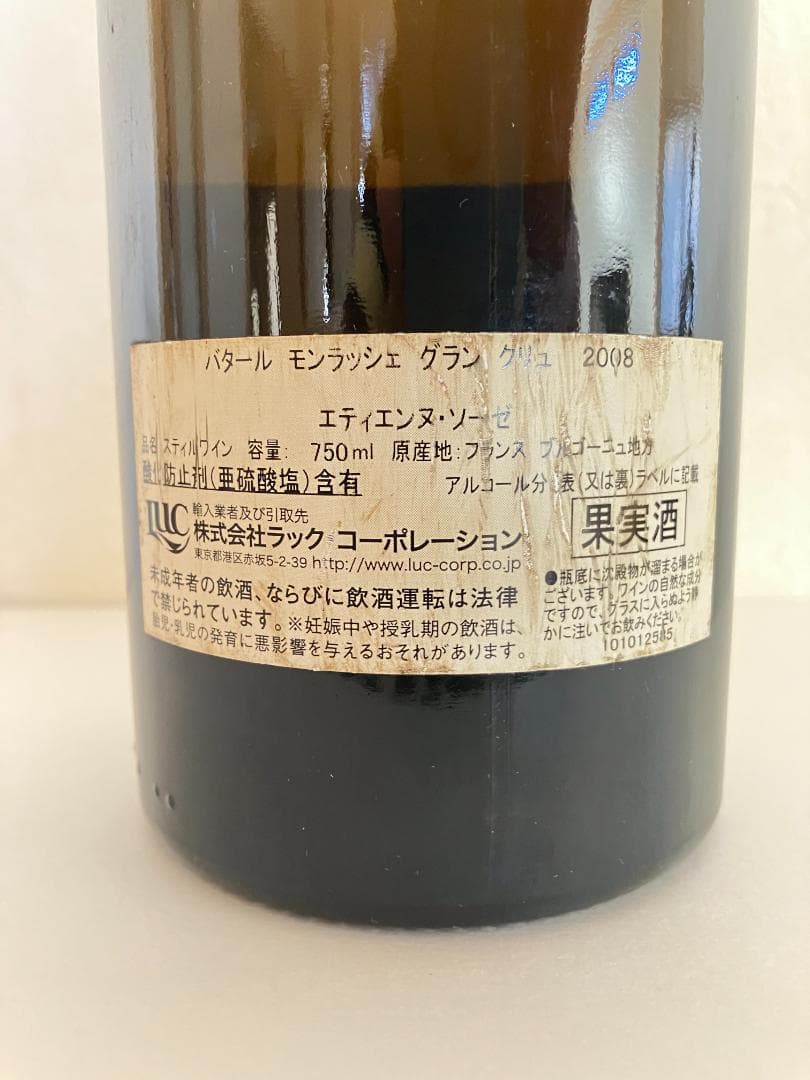 バタール モンラッシェ グラン クリュ 2008
エティエンヌ・ソーゼ
品名 スティルワイン 容量: 750ml 原産地:フランス ブルゴーニュ地方
酸化防止剤(亜硫酸塩)含有 アルコール分:表(又は裏)ラベルに記載
LUC 輸入業者及び引取先
株式会社ラック・コーポレーション
東京都港区赤坂5-2-39 http://www.luc-corp.co.jp
果実酒
未成年者の飲酒、ならびに飲酒運転は法律
で禁じられています。※妊娠中や授乳期の飲酒は、
胎児・乳児の発育に悪影響を与えるおそれがあります。
●瓶底に沈殿物が溜まる場合が
ございます。ワインの自然な成分
ですので、グラスに入らぬよう静
かに注いでお飲みください。
101012585